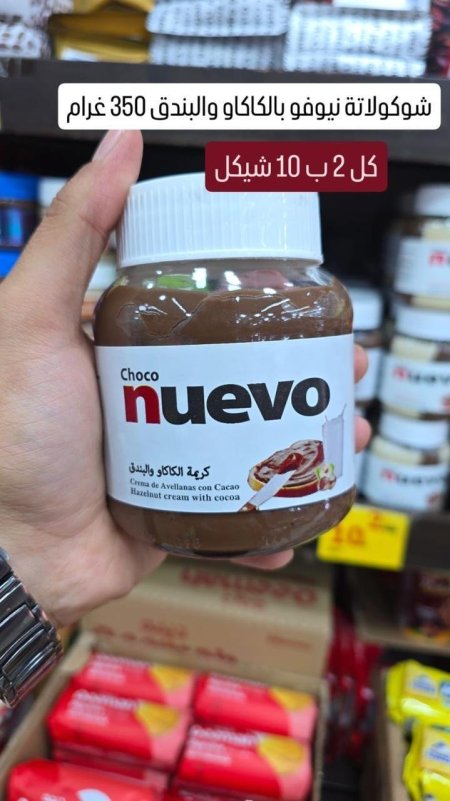 شوكولاتة نيوفو بالكاكاو والبندق 350 غرام
كل 2 ب 10 شيكل
Choco
nuevo
كريمة الكاكاو والبندق
Crema de Avellanas con Cacao
Hazelnut cream with cocoa